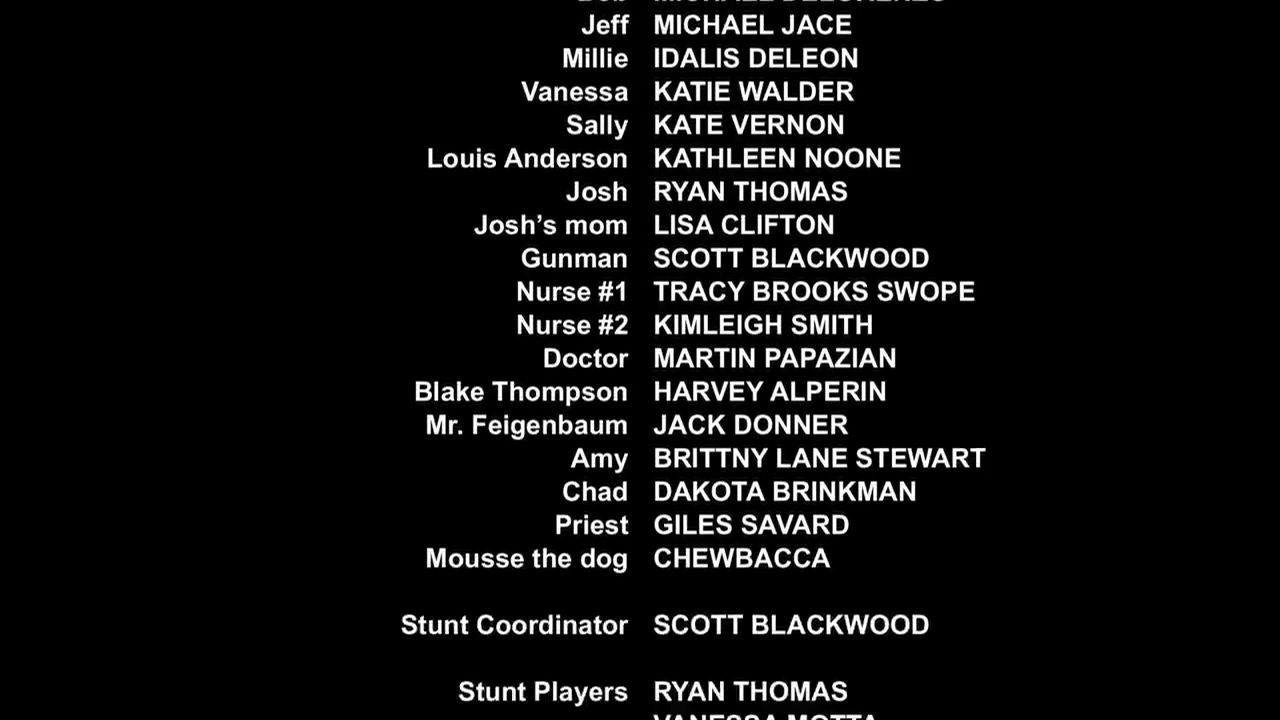 Jeff MICHAEL JACE
Millie IDALIS DELEON
Vanessa KATIE WALDER
Sally KATE VERNON
Louis Anderson KATHLEEN NOONE
Josh RYAN THOMAS
Josh’s mom LISA CLIFTON
Gunman SCOTT BLACKWOOD
Nurse #1 TRACY BROOKS SWOPE
Nurse #2 KIMLEIGH SMITH
Doctor MARTIN PAPAZIAN
Blake Thompson HARVEY ALPERIN
Mr. Feigenbaum JACK DONNER
Amy BRITTNY LANE STEWART
Chad DAKOTA BRINKMAN
Priest GILES SAVARD
Mousse the dog CHEWBACCA
Stunt Coordinator SCOTT BLACKWOOD
Stunt Players RYAN THOMAS
VANESSA MOTTA